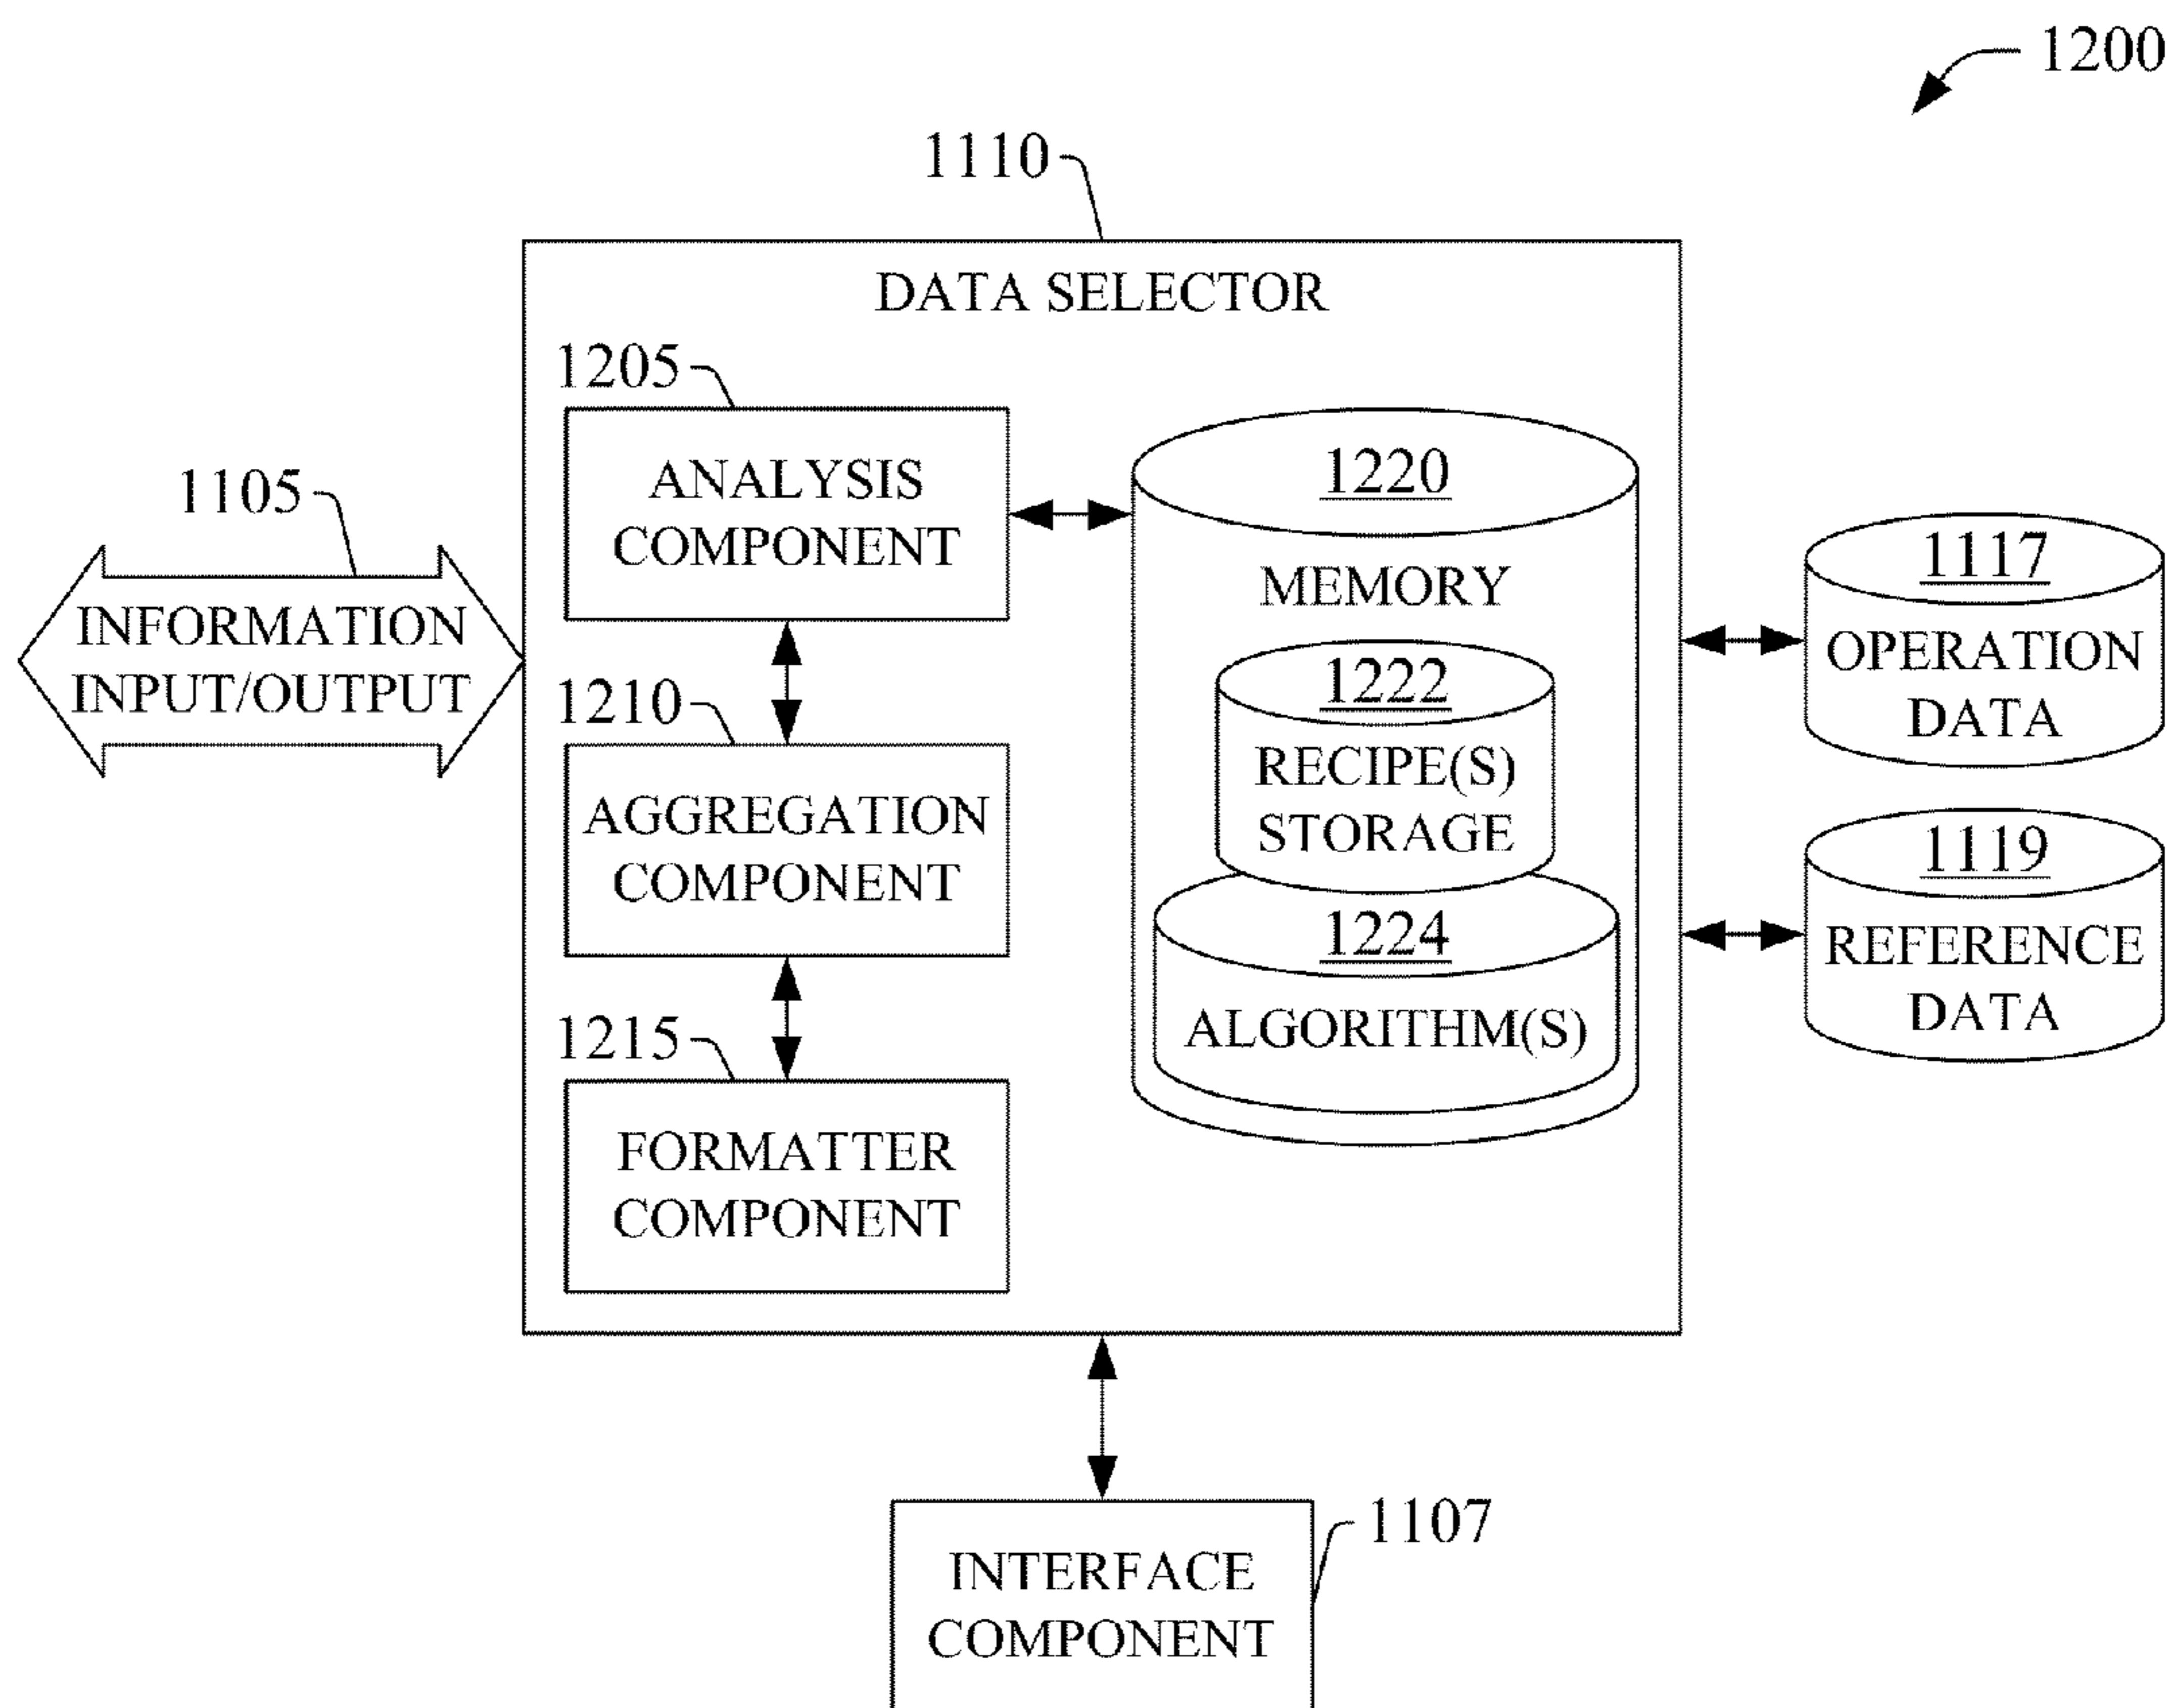 1200
1110
DATA SELECTOR
1205
ANALYSIS
COMPONENT
1220
MEMORY
1105
INFORMATION
INPUT/OUTPUT
1117
OPERATION
DATA
1210
AGGREGATION
COMPONENT
1222
RECIPE(S)
STORAGE
1119
REFERENCE
DATA
1224
ALGORITHM(S)
1215
FORMATTER
COMPONENT
1107
INTERFACE
COMPONENT